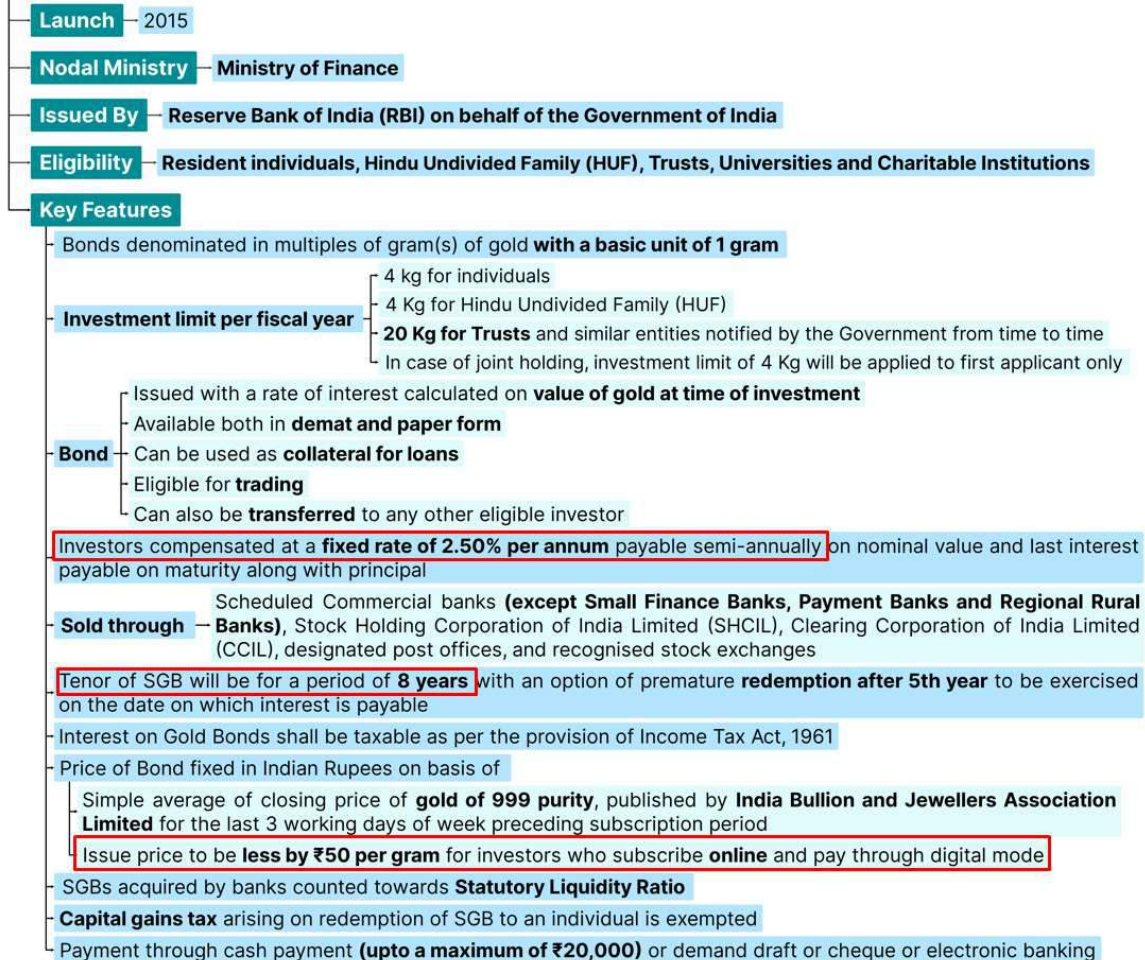 Launch 2015
Nodal Ministry Ministry of Finance
Issued By Reserve Bank of India (RBI) on behalf of the Government of India
Eligibility Resident individuals, Hindu Undivided Family (HUF), Trusts, Universities and Charitable Institutions
Key Features
Bonds denominated in multiples of gram(s) of gold with a basic unit of 1 gram
Investment limit per fiscal year
4 kg for individuals
4 Kg for Hindu Undivided Family (HUF)
20 Kg for Trusts and similar entities notified by the Government from time to time
In case of joint holding, investment limit of 4 Kg will be applied to first applicant only
Bond
Issued with a rate of interest calculated on value of gold at time of investment
Available both in demat and paper form
Can be used as collateral for loans
Eligible for trading
Can also be transferred to any other eligible investor
Investors compensated at a fixed rate of 2.50% per annum payable semi-annually on nominal value and last interest
payable on maturity along with principal
Sold through
Scheduled Commercial banks (except Small Finance Banks, Payment Banks and Regional Rural
Banks), Stock Holding Corporation of India Limited (SHCIL), Clearing Corporation of India Limited
(CCIL), designated post offices, and recognised stock exchanges
Tenor of SGB will be for a period of 8 years with an option of premature redemption after 5th year to be exercised
on the date on which interest is payable
Interest on Gold Bonds shall be taxable as per the provision of Income Tax Act, 1961
Price of Bond fixed in Indian Rupees on basis of
Simple average of closing price of gold of 999 purity, published by India Bullion and Jewellers Association
Limited for the last 3 working days of week preceding subscription period
Issue price to be less by ₹50 per gram for investors who subscribe online and pay through digital mode
SGBs acquired by banks counted towards Statutory Liquidity Ratio
Capital gains tax arising on redemption of SGB to an individual is exempted
Payment through cash payment (upto a maximum of ₹20,000) or demand draft or cheque or electronic banking